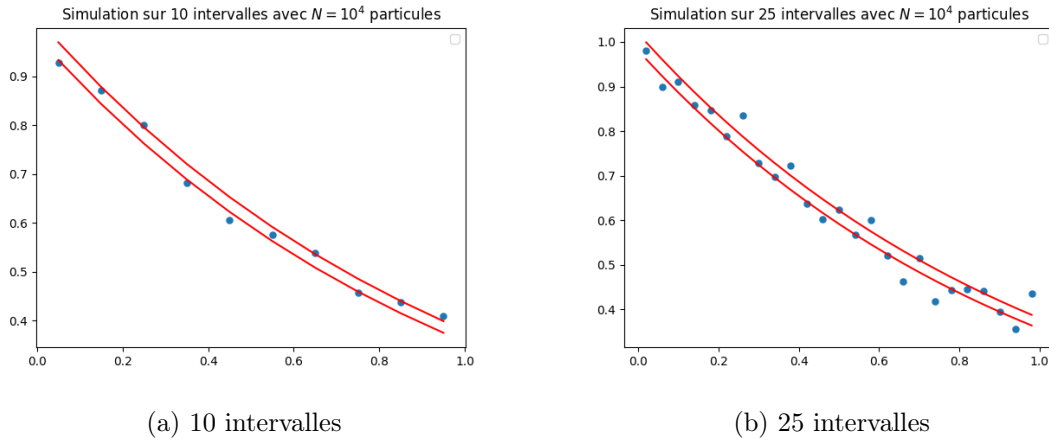 Simulation sur 10 intervalles avec N = 10⁴ particules
0.9
0.8
0.7
0.6
0.5
0.4
0.0 0.2 0.4 0.6 0.8 1.0
(a) 10 intervalles
Simulation sur 25 intervalles avec N = 10⁴ particules
1.0
0.9
0.8
0.7
0.6
0.5
0.4
0.0 0.2 0.4 0.6 0.8 1.0
(b) 25 intervalles